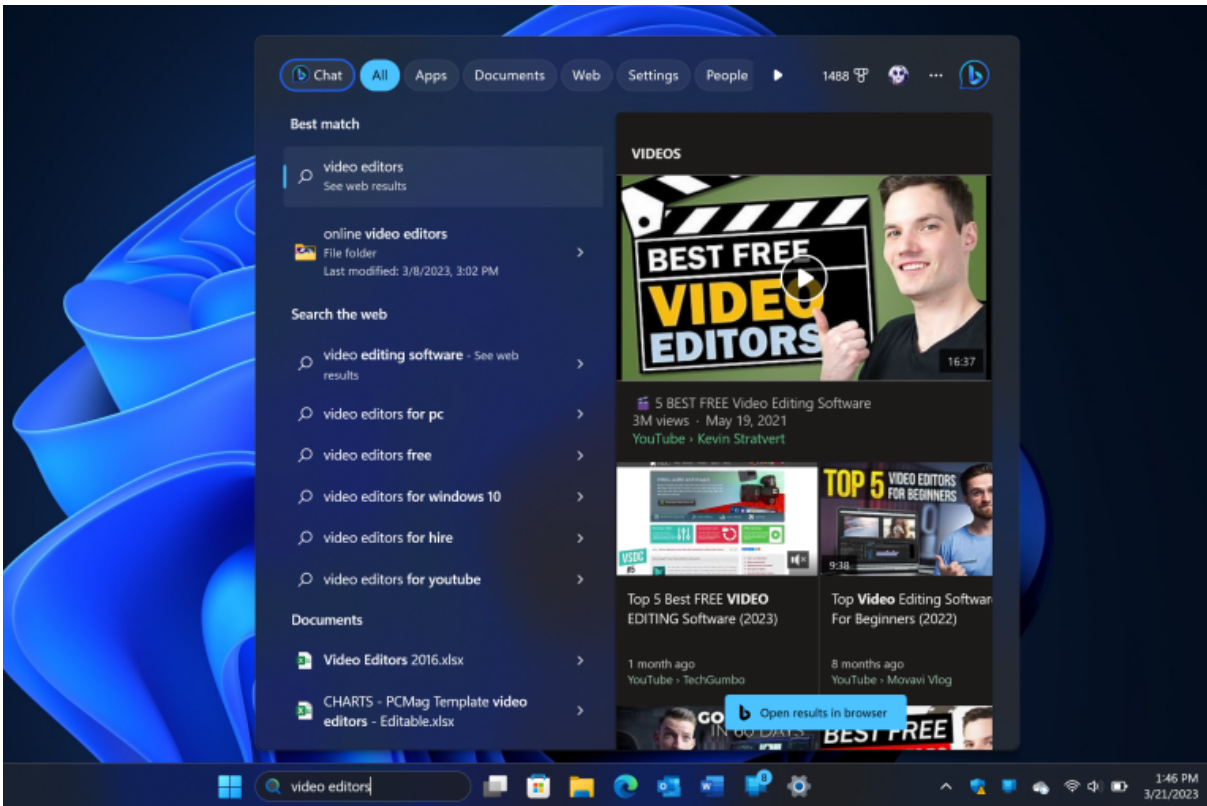 Chat
All
Apps
Documents
Web
Settings
People
1488
Best match
video editors
See web results
online video editors
File folder
Last modified: 3/8/2023, 3:02 PM
Search the web
video editing software - See web
results
video editors for pc
video editors free
video editors for windows 10
video editors for hire
video editors for youtube
Documents
Video Editors 2016.xlsx
CHARTS - PCMag Template video
editors - Editable.xlsx
VIDEOS
BEST FREE
VIDEO
EDITORS
16:37
5 BEST FREE Video Editing Software
3M views · May 19, 2021
YouTube › Kevin Stratvert
VSDC
#5
TOP 5 VIDEO EDITORS
FOR BEGINNERS
9:38
Top 5 Best FREE VIDEO
EDITING Software (2023)
1 month ago
YouTube › TechGumbo
Top Video Editing Softwar
For Beginners (2022)
8 months ago
YouTube › Movavi Vlog
GO
IN 60 DAYS
BEST FREE
Open results in browser
video editors
8
1:46 PM
3/21/2023